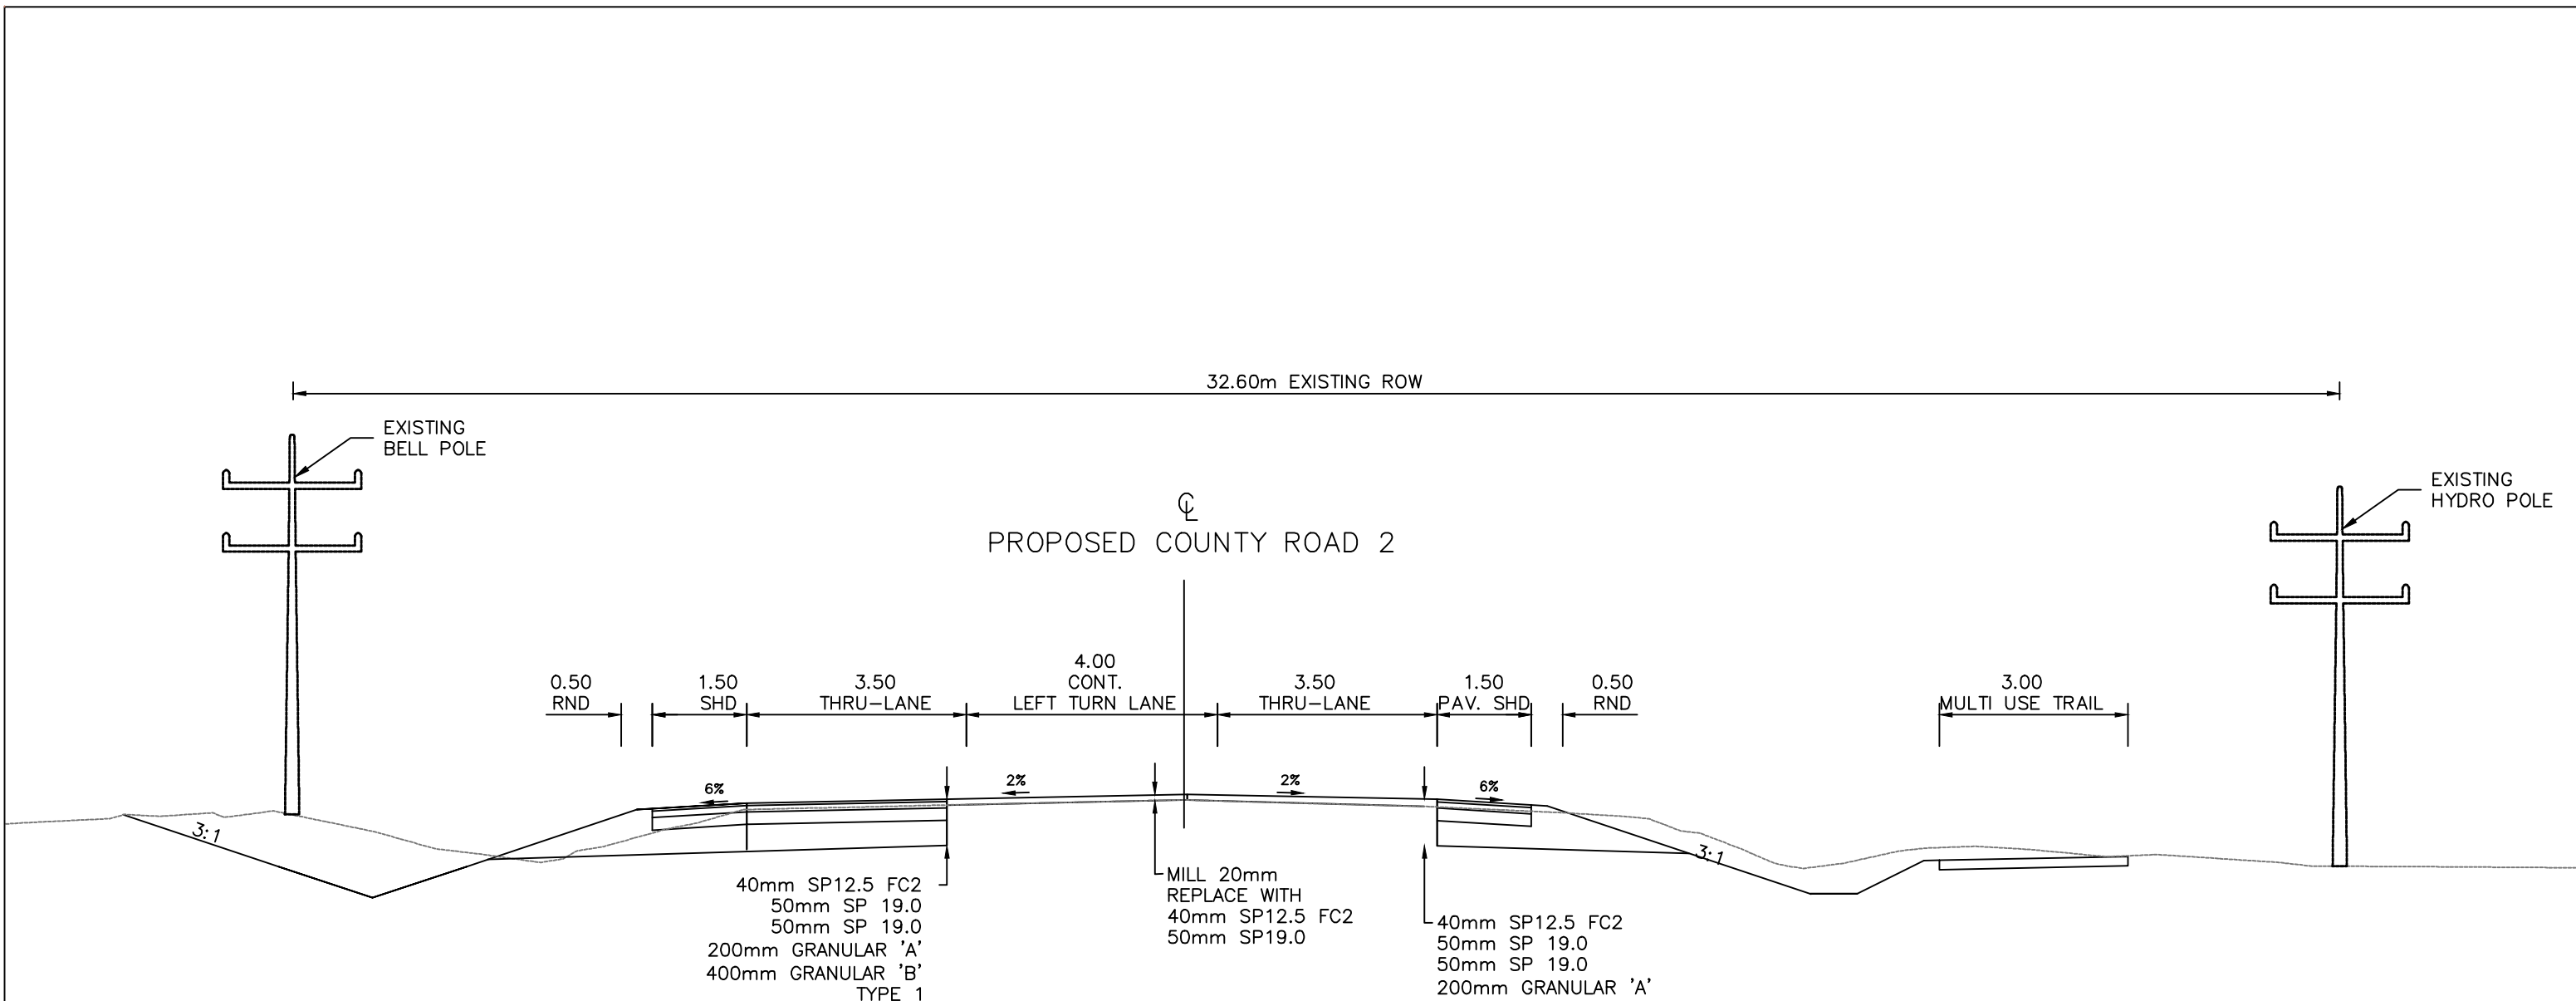 32.60m EXISTING ROW
EXISTING
BELL POLE
EXISTING
HYDRO POLE
℄
PROPOSED COUNTY ROAD 2
0.50
RND
1.50
SHD
3.50
THRU-LANE
4.00
CONT.
LEFT TURN LANE
3.50
THRU-LANE
1.50
PAV. SHD
0.50
RND
3.00
MULTI USE TRAIL
6%
2%
2%
6%
3:1
3:1
40mm SP12.5 FC2
50mm SP 19.0
50mm SP 19.0
200mm GRANULAR 'A'
400mm GRANULAR 'B'
TYPE 1
MILL 20mm
REPLACE WITH
40mm SP12.5 FC2
50mm SP19.0
40mm SP12.5 FC2
50mm SP 19.0
50mm SP 19.0
200mm GRANULAR 'A'